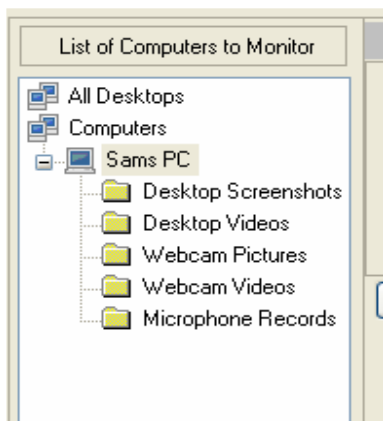 List of Computers to Monitor
All Desktops
Computers
Sams PC
Desktop Screenshots
Desktop Videos
Webcam Pictures
Webcam Videos
Microphone Records